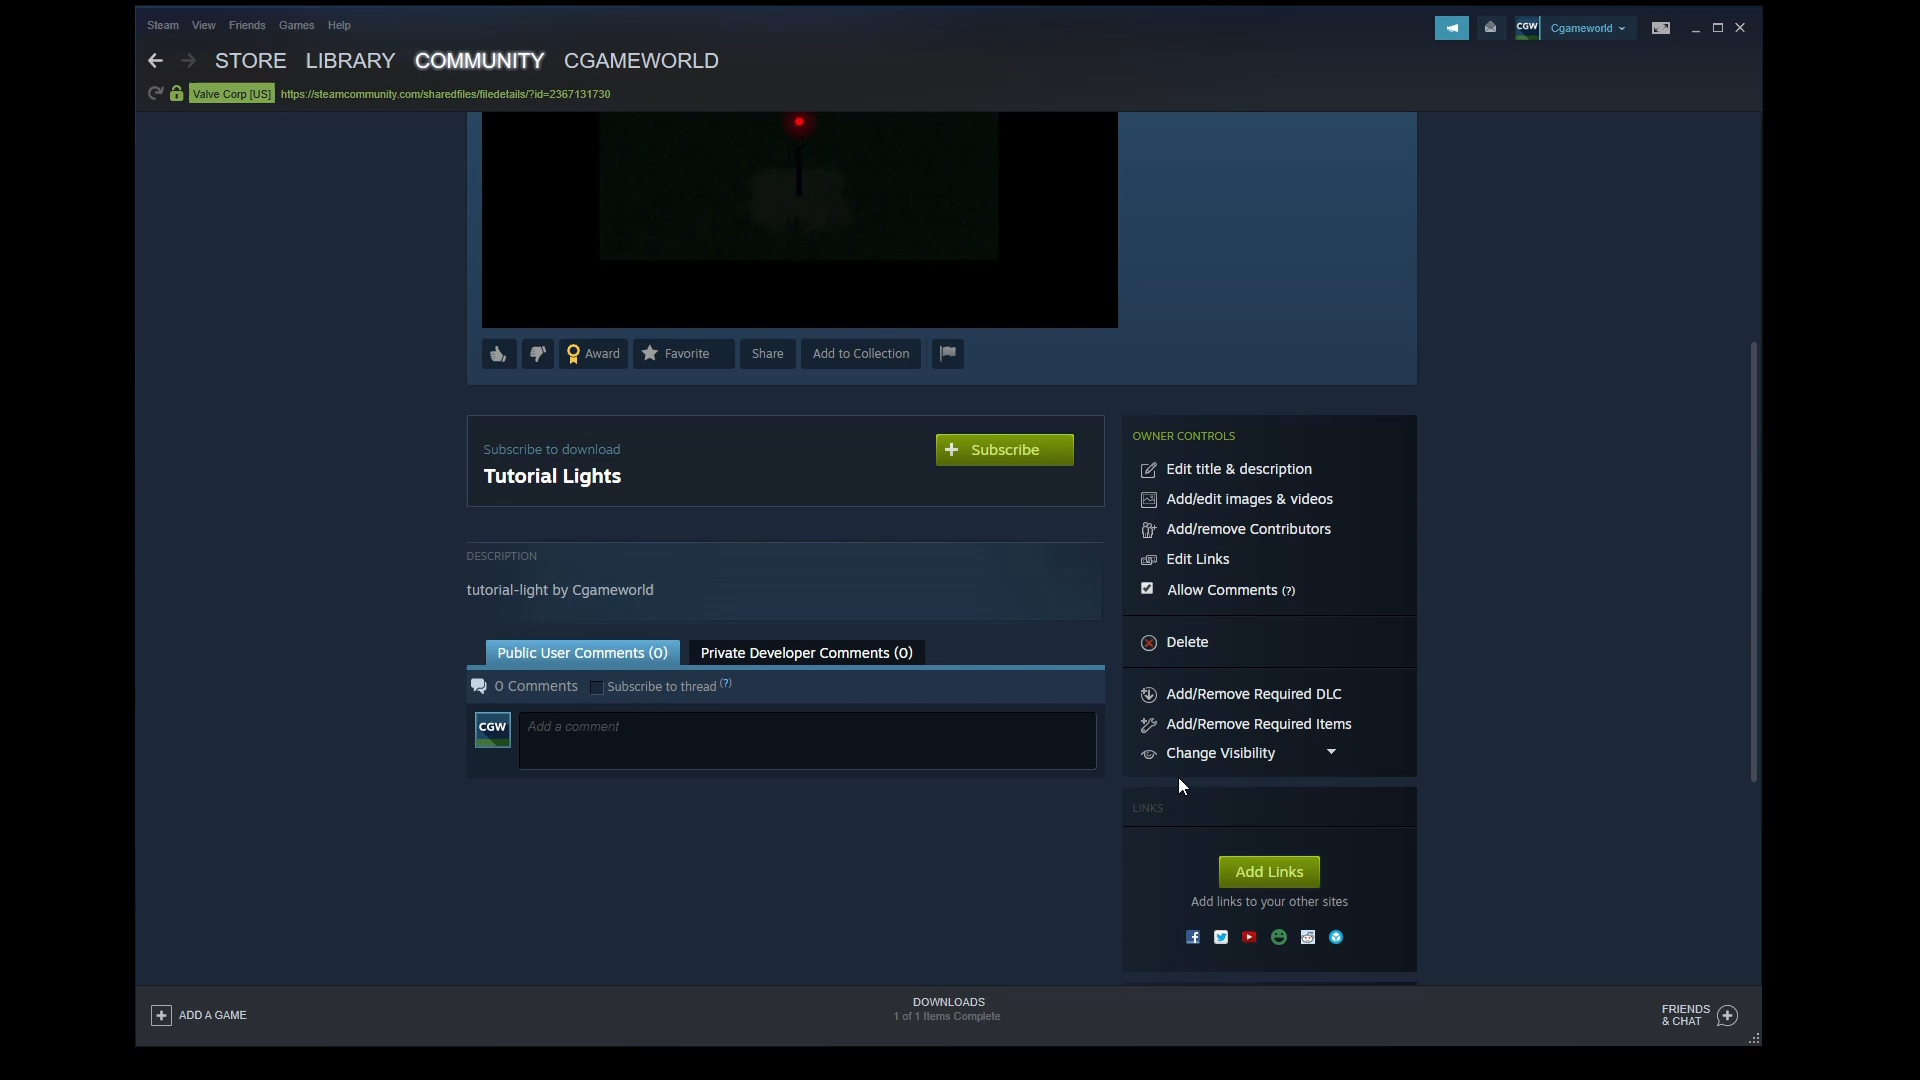 Steam View Friends Games Help
CGW Cgameworld
STORE LIBRARY COMMUNITY CGAMEWORLD
Valve Corp [US] https://steamcommunity.com/sharedfiles/filedetails/?id=2367131730
Award Favorite Share Add to Collection
Subscribe to download
Tutorial Lights
+ Subscribe
DESCRIPTION
tutorial-light by Cgameworld
Public User Comments (0) Private Developer Comments (0)
0 Comments Subscribe to thread (?)
CGW Add a comment
OWNER CONTROLS
Edit title & description
Add/edit images & videos
Add/remove Contributors
Edit Links
Allow Comments (?)
Delete
Add/Remove Required DLC
Add/Remove Required Items
Change Visibility
LINKS
Add Links
Add links to your other sites
ADD A GAME
DOWNLOADS
1 of 1 Items Complete
FRIENDS
& CHAT